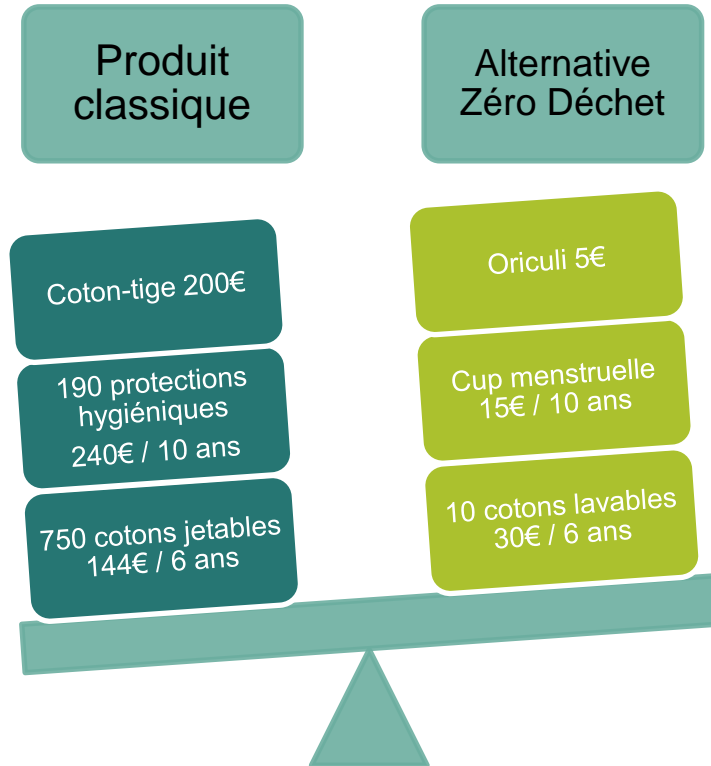 Produit
classique
Alternative
Zéro Déchet
Coton-tige 200€
190 protections
hygiéniques
240€ / 10 ans
750 cotons jetables
144€ / 6 ans
Oriculi 5€
Cup menstruelle
15€ / 10 ans
10 cotons lavables
30€ / 6 ans